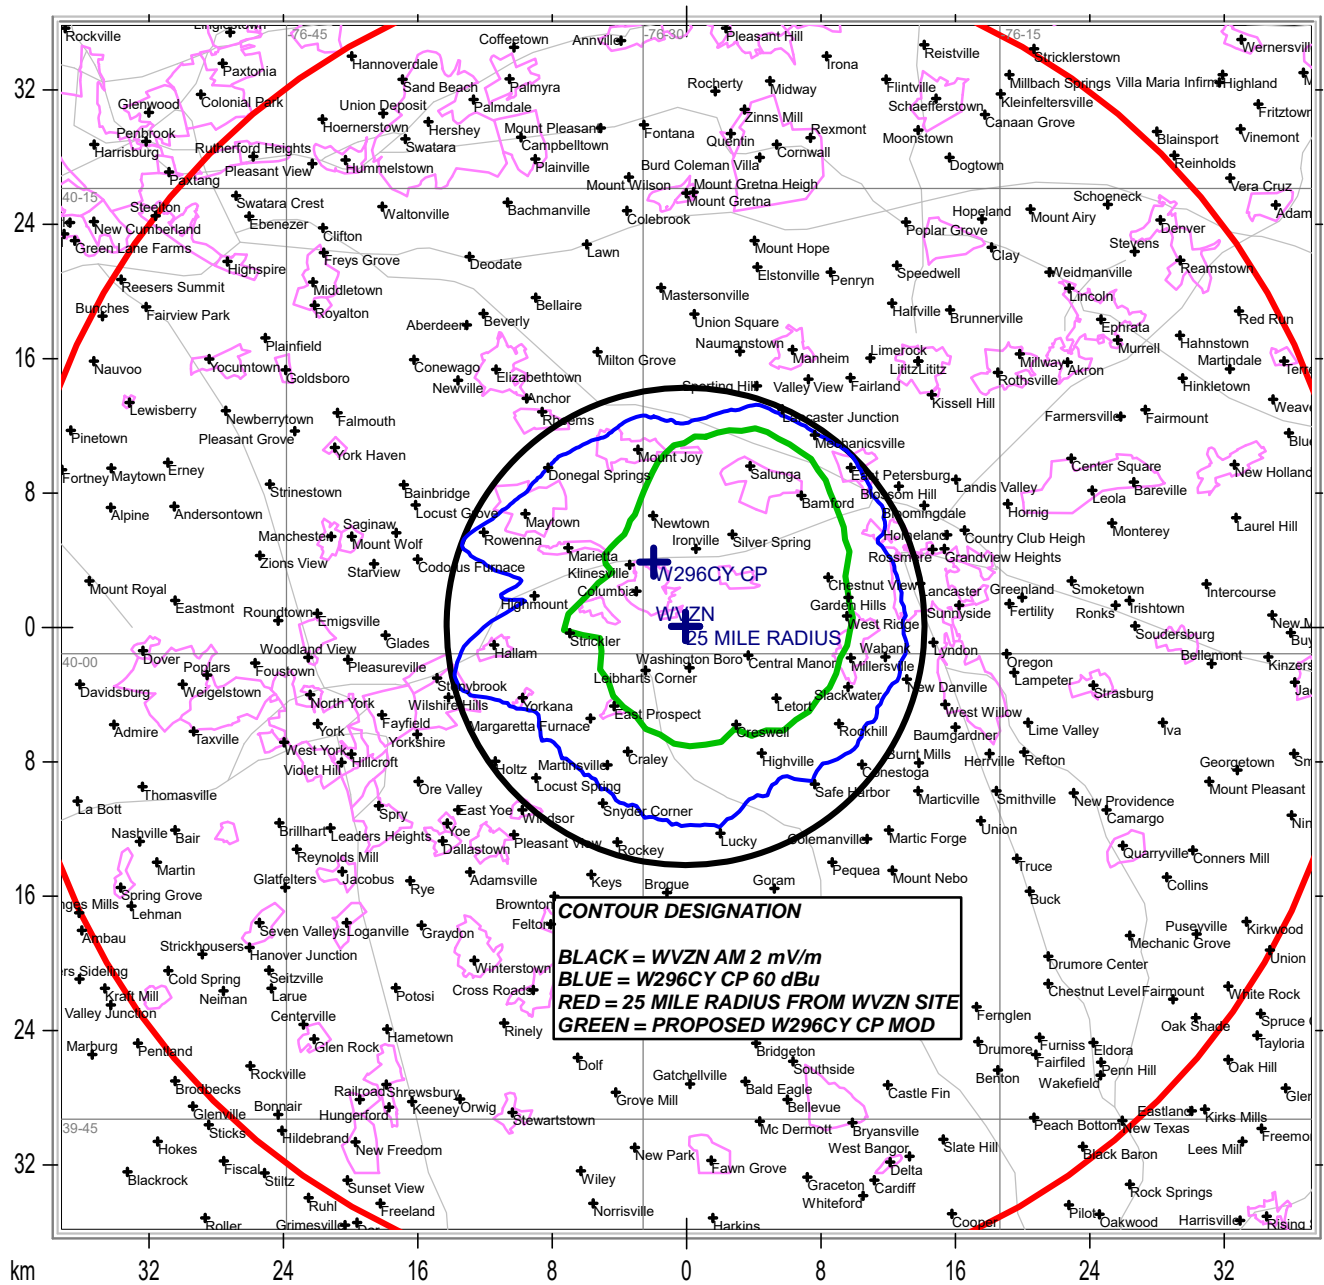 Rockville
-76-45
Coffeetown
Annville
-76-30
Pleasant Hill
-76-15
Reistville
Stricklerstown
Paxtonia
Hannoverdale
Irona
Colonial Park
Sand Beach
Palmyra
Rocherty
Midway
Flintville
Millbach Springs
Villa Maria Infirm
Highland
32
Glenwood
Union Deposit
Palmdale
Zinns Mill
Schaefferstown
Kleinfeltersville
Fritztown
Penbrook
Hoernerstown
Hershey
Mount Pleasant
Fontana
Quentin
Rexmont
Canaan Grove
Blainsport
Vinemont
Harrisburg
Rutherford Heights
Swatara
Campbelltown
Cornwall
Moonstown
Pleasant View
Hummelstown
Plainville
Burd Coleman Villa
Dogtown
Reinholds
Paxtang
Mount Wilson
Mount Gretna Heigh
Vera Cruz
40-15
Swatara Crest
Mount Gretna
Schoeneck
Steelton
Waltonville
Bachmanville
Colebrook
Hopeland
Mount Airy
24
New Cumberland
Ebenezer
Clifton
Poplar Grove
Denver
Green Lane Farms
Freys Grove
Lawn
Mount Hope
Clay
Stevens
Highspire
Deodate
Elstonville
Penryn
Speedwell
Weidmanville
Reamstown
Reesers Summit
Middletown
Mastersonville
Lincoln
Bunches
Fairview Park
Royalton
Bellaire
Halfville
Brunnerville
Red Run
Aberdeen
Beverly
Union Square
Ephrata
Plainfield
Naumanstown
Murrell
Hahnstown
16
Nauvoo
Yocumtown
Conewago
Milton Grove
Manheim
Limerock
Lititz
Lititz
Millway
Akron
Martindale
Goldsboro
Newville
Elizabethtown
Sporting Hill
Valley View
Fairland
Rothsville
Hinkletown
Lewisberry
Newberrytown
Falmouth
Anchor
Rheems
Lancaster Junction
Kissell Hill
Farmersville
Fairmount
Pinetown
Pleasant Grove
York Haven
Mount Joy
Mechanicsville
Fortney
Maytown
Erney
Donegal Springs
Salunga
East Petersburg
Center Square
New Holland
8
Strinestown
Bainbridge
Blossom Hill
Landis Valley
Leola
Bareville
Alpine
Andersontown
Locust Grove
Maytown
Bamford
Bloomingdale
Hornig
Monterey
Laurel Hill
Saginaw
Newtown
Manchester
Mount Wolf
Rowenna
Ironville
Silver Spring
Country Club Heigh
Zions View
Starview
Codorus Furnace
Marietta
Klinesville
W296CY CP
Rossmere
Grandview Heights
Mount Royal
Columbia
Chestnut View
Lancaster
Greenland
Smoketown
Intercourse
Eastmont
Highmount
Garden Hills
Sunnyside
Fertility
Ronks
Irishtown
Roundtown
Emigsville
WVZN
West Ridge
Soudersburg
0
Glades
Strickler
25 MILE RADIUS
40-00
Dover
Woodland View
Hallam
Washington Boro
Central Manor
Wabank
Lyndon
Oregon
Bellemont
Poplars
Foustown
Pleasureville
Leibharts Corner
Millersville
Lampeter
Davidsburg
Weigelstown
Stonybrook
Slackwater
New Danville
Strasburg
North York
Wilshire Hills
Yorkana
East Prospect
Letort
West Willow
Admire
Taxville
York
Fayfield
Margaretta Furnace
Creswell
Rockhill
Baumgardner
Lime Valley
Iva
West York
Yorkshire
Violet Hill
Hillcroft
Holtz
Martinsville
Craley
Highville
Conestoga
Burnt Mills
Herrville
Refton
Georgetown
8
Thomasville
Ore Valley
Locust Spring
Safe Harbor
Mount Pleasant
La Bott
Spry
East Yoe
Windsor
Snyder Corner
Marticville
Smithville
New Providence
Nashville
Bair
Brillhart
Leaders Heights
Yoe
Pleasant View
Lucky
Colemanville
Martic Forge
Union
Camargo
Dallastown
Rockey
Reynolds Mill
Quarryville
Conners Mill
Martin
Jacobus
Adamsville
Keys
Pequea
Mount Nebo
Truce
Spring Grove
Glatfelters
Rye
Brogue
Goram
Collins
16
Lehman
Buck
Ambau
Seven Valleys
Loganville
Graydon
Felton
CONTOUR DESIGNATION
Puseyville
Kirkwood
Strickhousers
Hanover Junction
Mechanic Grove
Cold Spring
Seitzville
Winterstown
BLACK = WVZN AM 2 mV/m
Drumore Center
Union
BLUE = W296CY CP 60 dBu
Kraft Mill
Neiman
Larue
Potosi
Cross Roads
RED = 25 MILE RADIUS FROM WVZN SITE
Chestnut Level
Fairmount
White Rock
Valley Junction
Centerville
GREEN = PROPOSED W296CY CP MOD
Fernglen
Oak Shade
24
Hametown
Rinely
Marburg
Pentland
Glen Rock
Dolf
Bridgeton
Drumore
Furniss
Eldora
Tayloria
Rockville
Southside
Fairfiled
Penn Hill
Oak Hill
Brodbecks
Railroad
Shrewsbury
Gatchellville
Bald Eagle
Castle Fin
Benton
Wakefield
Glenville
Bonnair
Hungerford
Keeney
Orwig
Grove Mill
Bellevue
Eastland
Kirks Mills
39-45
Sticks
Hildebrand
Stewartstown
Mc Dermott
Bryansville
Peach Bottom
New Texas
Hokes
New Freedom
New Park
West Bangor
Slate Hill
Black Baron
Lees Mill
32
Blackrock
Fiscal
Stiltz
Sunset View
Wiley
Fawn Grove
Graceton
Delta
Cardiff
Rock Springs
Roller
Ruhl
Freeland
Norrisville
Whiteford
Harkins
Cooper
Pilot
Oakwood
Harrisville
Grimesville
km
32
24
16
8
0
8
16
24
32